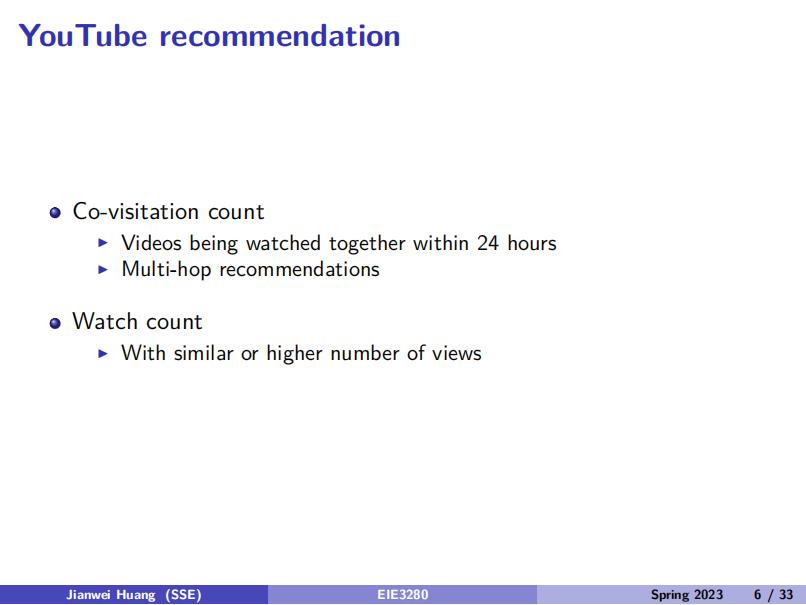 YouTube recommendation
Co-visitation count
Videos being watched together within 24 hours
Multi-hop recommendations
Watch count
With similar or higher number of views
Jianwei Huang (SSE) EIE3280 Spring 2023 6 / 33